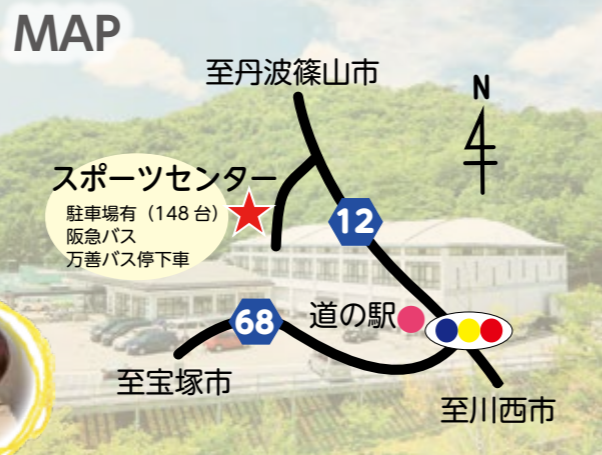 MAP
至丹波篠山市
N
スポーツセンター
駐車場有（148台）
阪急バス
万善バス停下車
12
道の駅
68
至宝塚市
至川西市